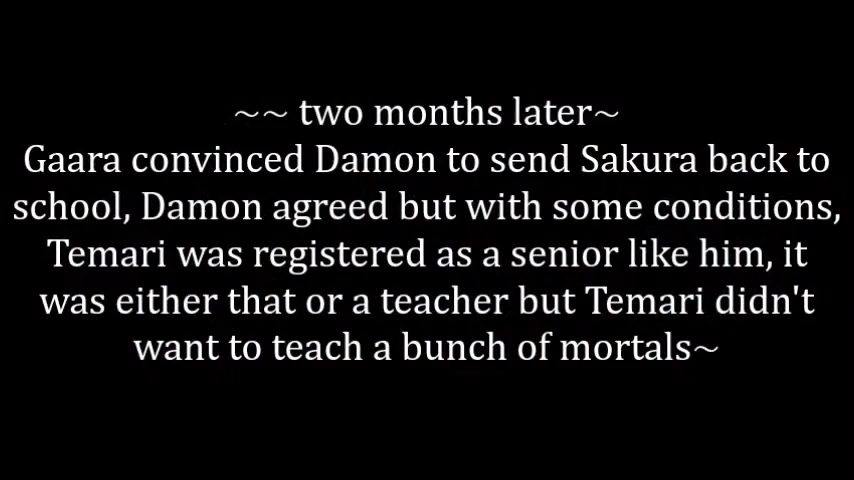 ~~ two months later~
Gaara convinced Damon to send Sakura back to
school, Damon agreed but with some conditions,
Temari was registered as a senior like him, it
was either that or a teacher but Temari didn't
want to teach a bunch of mortals~